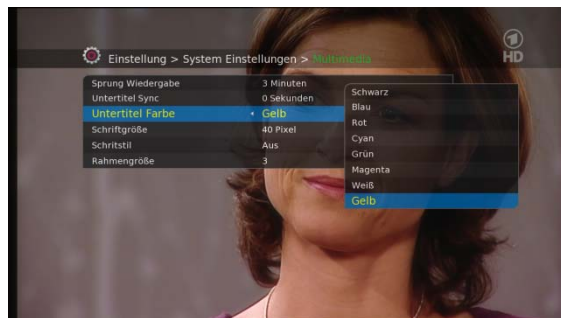 Einstellung > System Einstellungen > Multimedia
1
HD
Sprung Wiedergabe 3 Minuten
Untertitel Sync 0 Sekunden
Untertitel Farbe Gelb
Schriftgröße 40 Pixel
Schritstil Aus
Rahmengröße 3
Schwarz
Blau
Rot
Cyan
Grün
Magenta
Weiß
Gelb